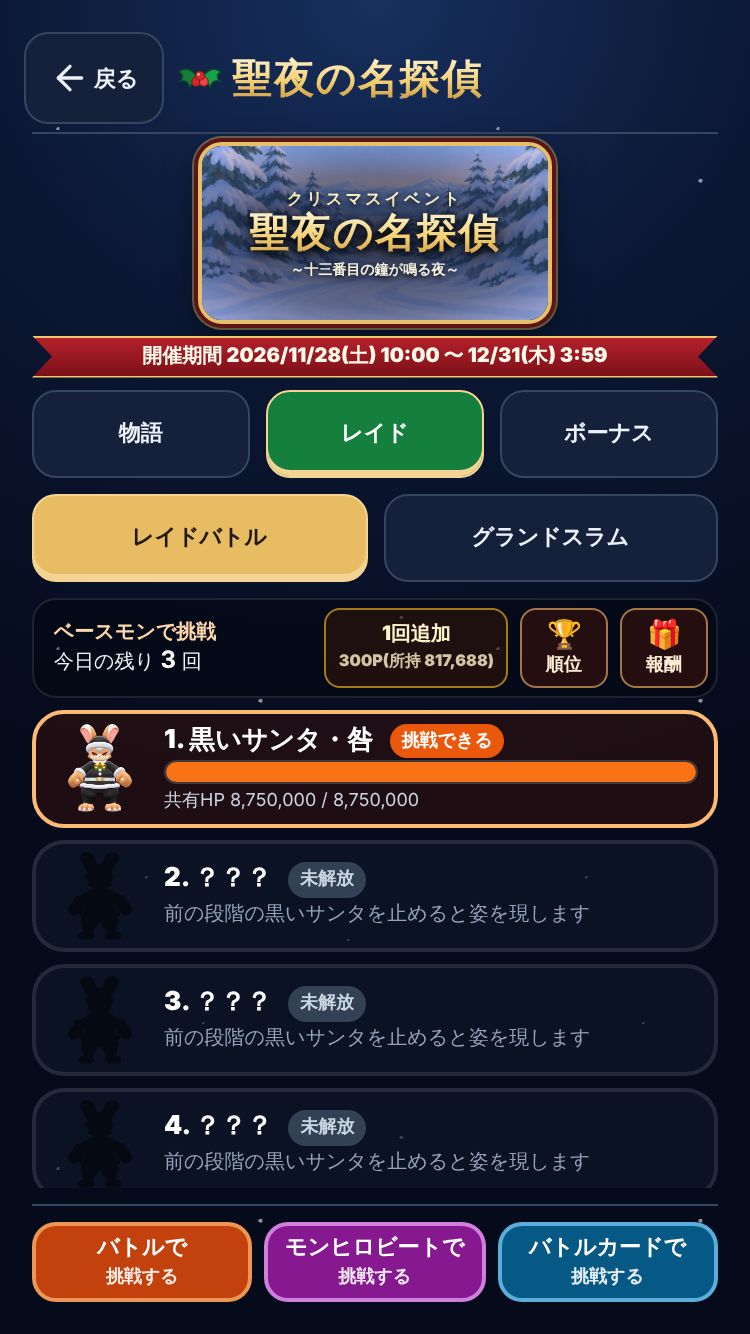 戻る
聖夜の名探偵
クリスマスイベント
聖夜の名探偵
～十三番目の鐘が鳴る夜～
開催期間 2026/11/28(土) 10:00 〜 12/31(木) 3:59
物語
レイド
ボーナス
レイドバトル
グランドスラム
ベースモンで挑戦
今日の残り 3 回
1回追加
300P(所持 817,688)
順位
報酬
1. 黒いサンタ・咎 挑戦できる
共有HP 8,750,000 / 8,750,000
2. ？？？ 未解放
前の段階の黒いサンタを止めると姿を現します
3. ？？？ 未解放
前の段階の黒いサンタを止めると姿を現します
4. ？？？ 未解放
前の段階の黒いサンタを止めると姿を現します
バトルで
挑戦する
モンヒロビートで
挑戦する
バトルカードで
挑戦する